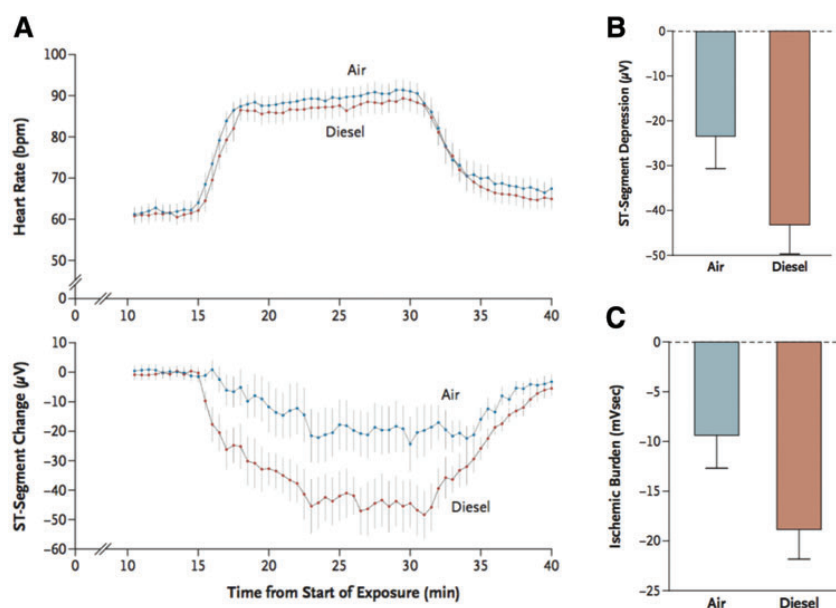 A
Heart Rate (bpm)
100
90
80
70
60
50
0
Air
Diesel
0
10
15
20
25
30
35
40
ST-Segment Change (μV)
10
0
−10
−20
−30
−40
−50
−60
Air
Diesel
0
10
15
20
25
30
35
40
Time from Start of Exposure (min)
B
ST-Segment Depression (μV)
0
−10
−20
−30
−40
−50
Air
Diesel
C
Ischemic Burden (mVsec)
0
−5
−10
−15
−20
−25
Air
Diesel